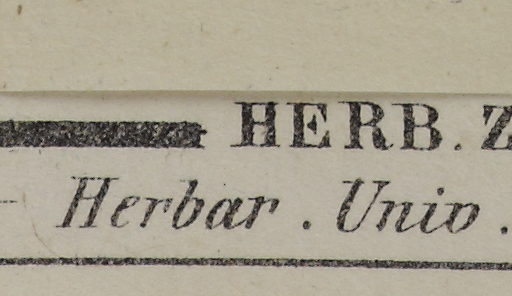 HERB. Z
Herbar. Univ.